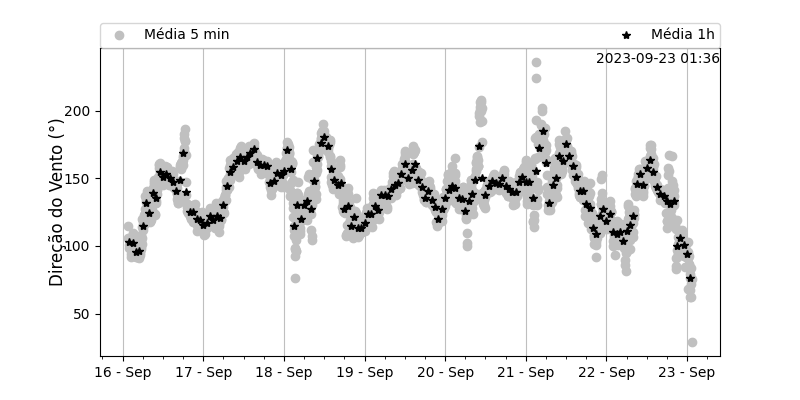 Média 5 min
Média 1h
2023-09-23 01:36
Direção do Vento (°)
200
150
100
50
16 - Sep
17 - Sep
18 - Sep
19 - Sep
20 - Sep
21 - Sep
22 - Sep
23 - Sep